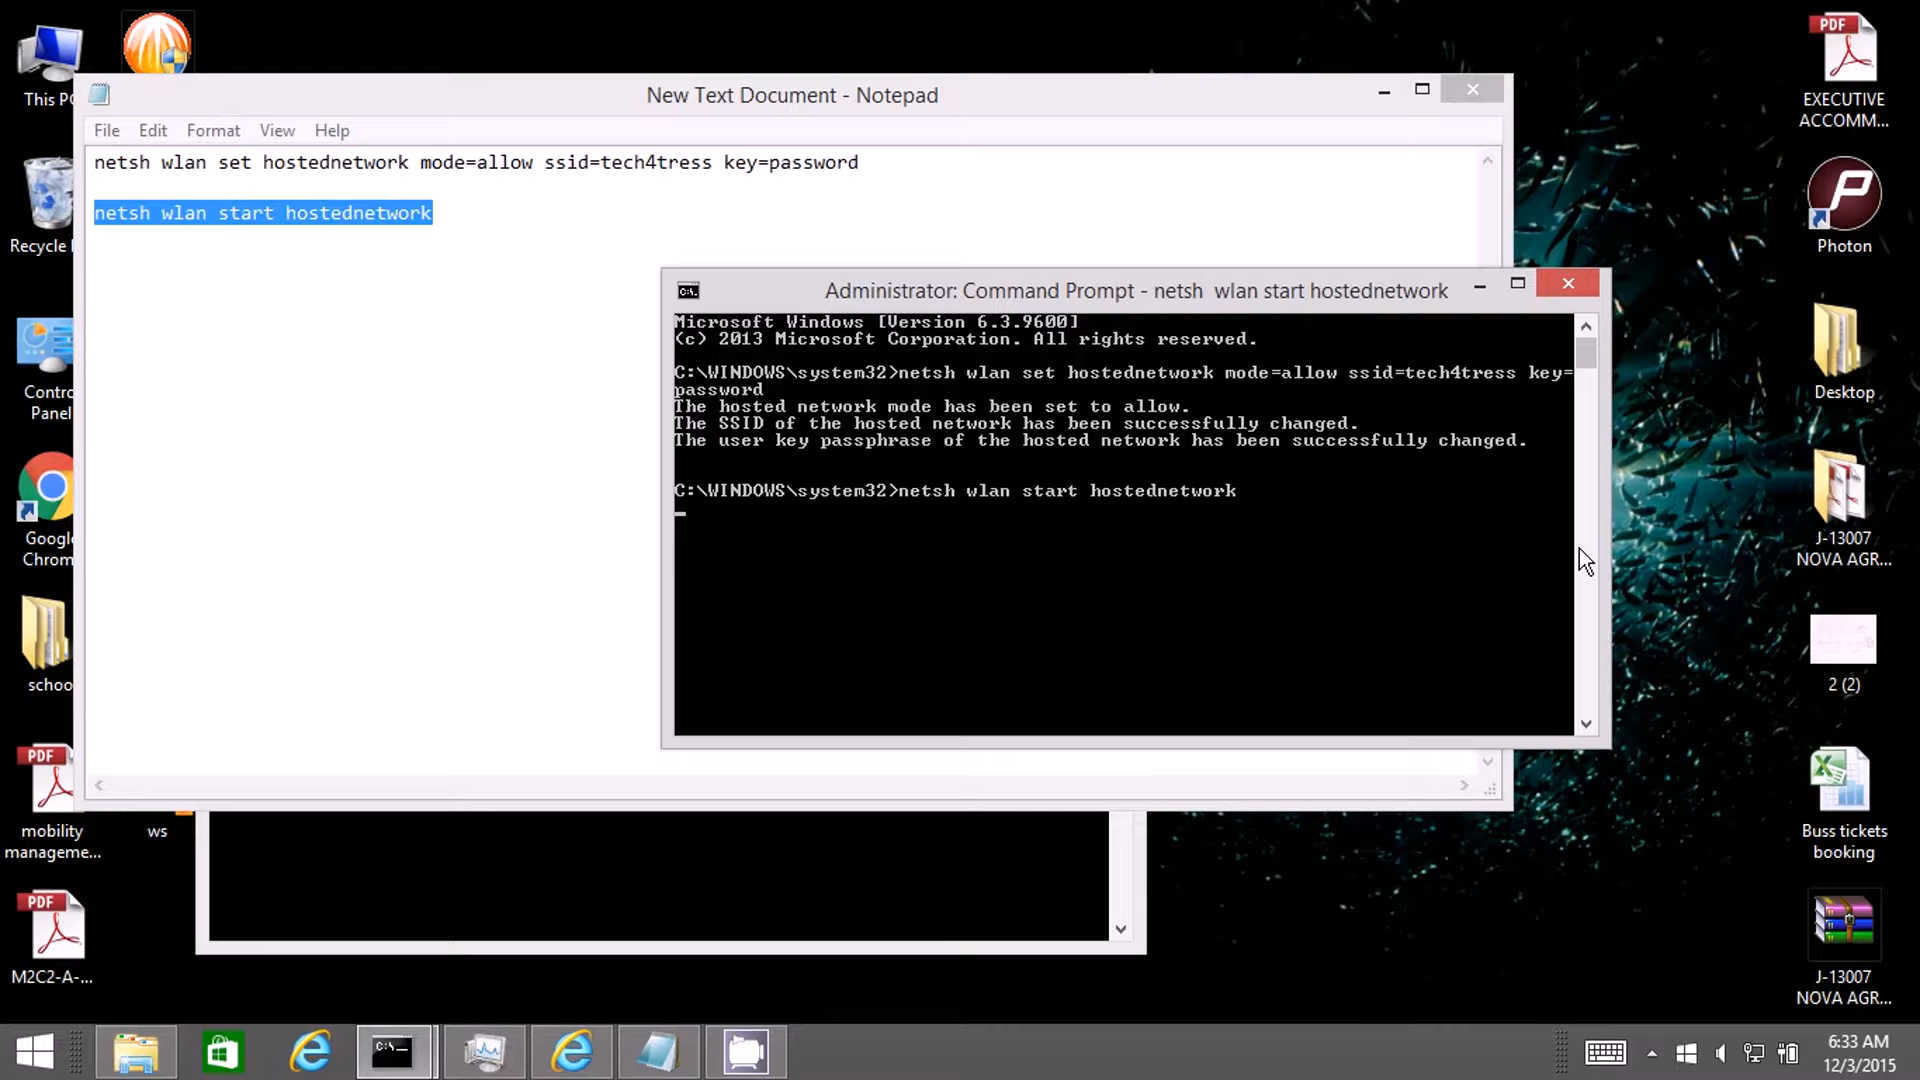 This PC
New Text Document - Notepad
File Edit Format View Help
netsh wlan set hostednetwork mode=allow ssid=tech4tress key=password
netsh wlan start hostednetwork
Administrator: Command Prompt - netsh  wlan start hostednetwork
Microsoft Windows [Version 6.3.9600]
(c) 2013 Microsoft Corporation. All rights reserved.
C:\WINDOWS\system32>netsh wlan set hostednetwork mode=allow ssid=tech4tress key=
password
The hosted network mode has been set to allow.
The SSID of the hosted network has been successfully changed.
The user key passphrase of the hosted network has been successfully changed.
C:\WINDOWS\system32>netsh wlan start hostednetwork
Recycle
Contro
Panel
Googl
Chrom
schoo
PDF
mobility
manageme...
ws
PDF
M2C2-A-...
PDF
EXECUTIVE
ACCOMM...
Photon
Desktop
J-13007
NOVA AGR...
2 (2)
Buss tickets
booking
J-13007
NOVA AGR...
6:33 AM
12/3/2015